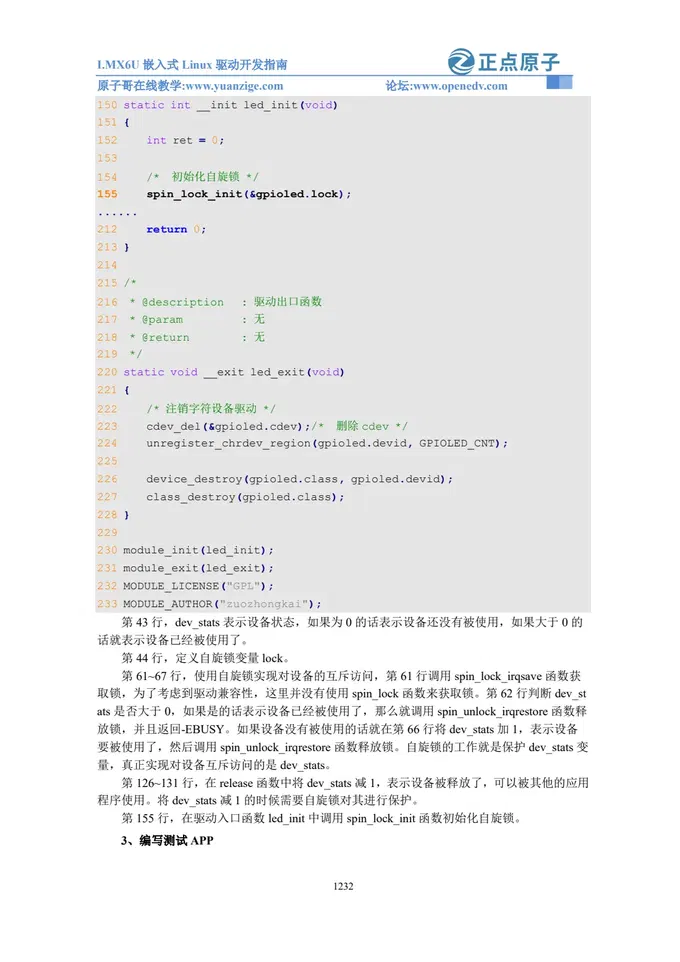 I.MX6U 嵌入式 Linux 驱动开发指南
正点原子
原子哥在线教学:www.yuanzige.com 论坛:www.openedv.com
150 static int __init led_init(void)
151 {
152 int ret = 0;
153
154 /* 初始化自旋锁 */
155 spin_lock_init(&gpioled.lock);
......
212 return 0;
213 }
214
215 /*
216 * @description : 驱动出口函数
217 * @param : 无
218 * @return : 无
219 */
220 static void __exit led_exit(void)
221 {
222 /* 注销字符设备驱动 */
223 cdev_del(&gpioled.cdev);/* 删除 cdev */
224 unregister_chrdev_region(gpioled.devid, GPIOLED_CNT);
225
226 device_destroy(gpioled.class, gpioled.devid);
227 class_destroy(gpioled.class);
228 }
229
230 module_init(led_init);
231 module_exit(led_exit);
232 MODULE_LICENSE("GPL");
233 MODULE_AUTHOR("zuozhongkai");
第 43 行，dev_stats 表示设备状态，如果为 0 的话表示设备还没有被使用，如果大于 0 的
话就表示设备已经被使用了。
第 44 行，定义自旋锁变量 lock。
第 61~67 行，使用自旋锁实现对设备的互斥访问，第 61 行调用 spin_lock_irqsave 函数获
取锁，为了考虑到驱动兼容性，这里并没有使用 spin_lock 函数来获取锁。第 62 行判断 dev_st
ats 是否大于 0，如果是的话表示设备已经被使用了，那么就调用 spin_unlock_irqrestore 函数释
放锁，并且返回-EBUSY。如果设备没有被使用的话就在第 66 行将 dev_stats 加 1，表示设备
要被使用了，然后调用 spin_unlock_irqrestore 函数释放锁。自旋锁的工作就是保护 dev_stats 变
量，真正实现对设备互斥访问的是 dev_stats。
第 126~131 行，在 release 函数中将 dev_stats 减 1，表示设备被释放了，可以被其他的应用
程序使用。将 dev_stats 减 1 的时候需要自旋锁对其进行保护。
第 155 行，在驱动入口函数 led_init 中调用 spin_lock_init 函数初始化自旋锁。
3、编写测试 APP
1232